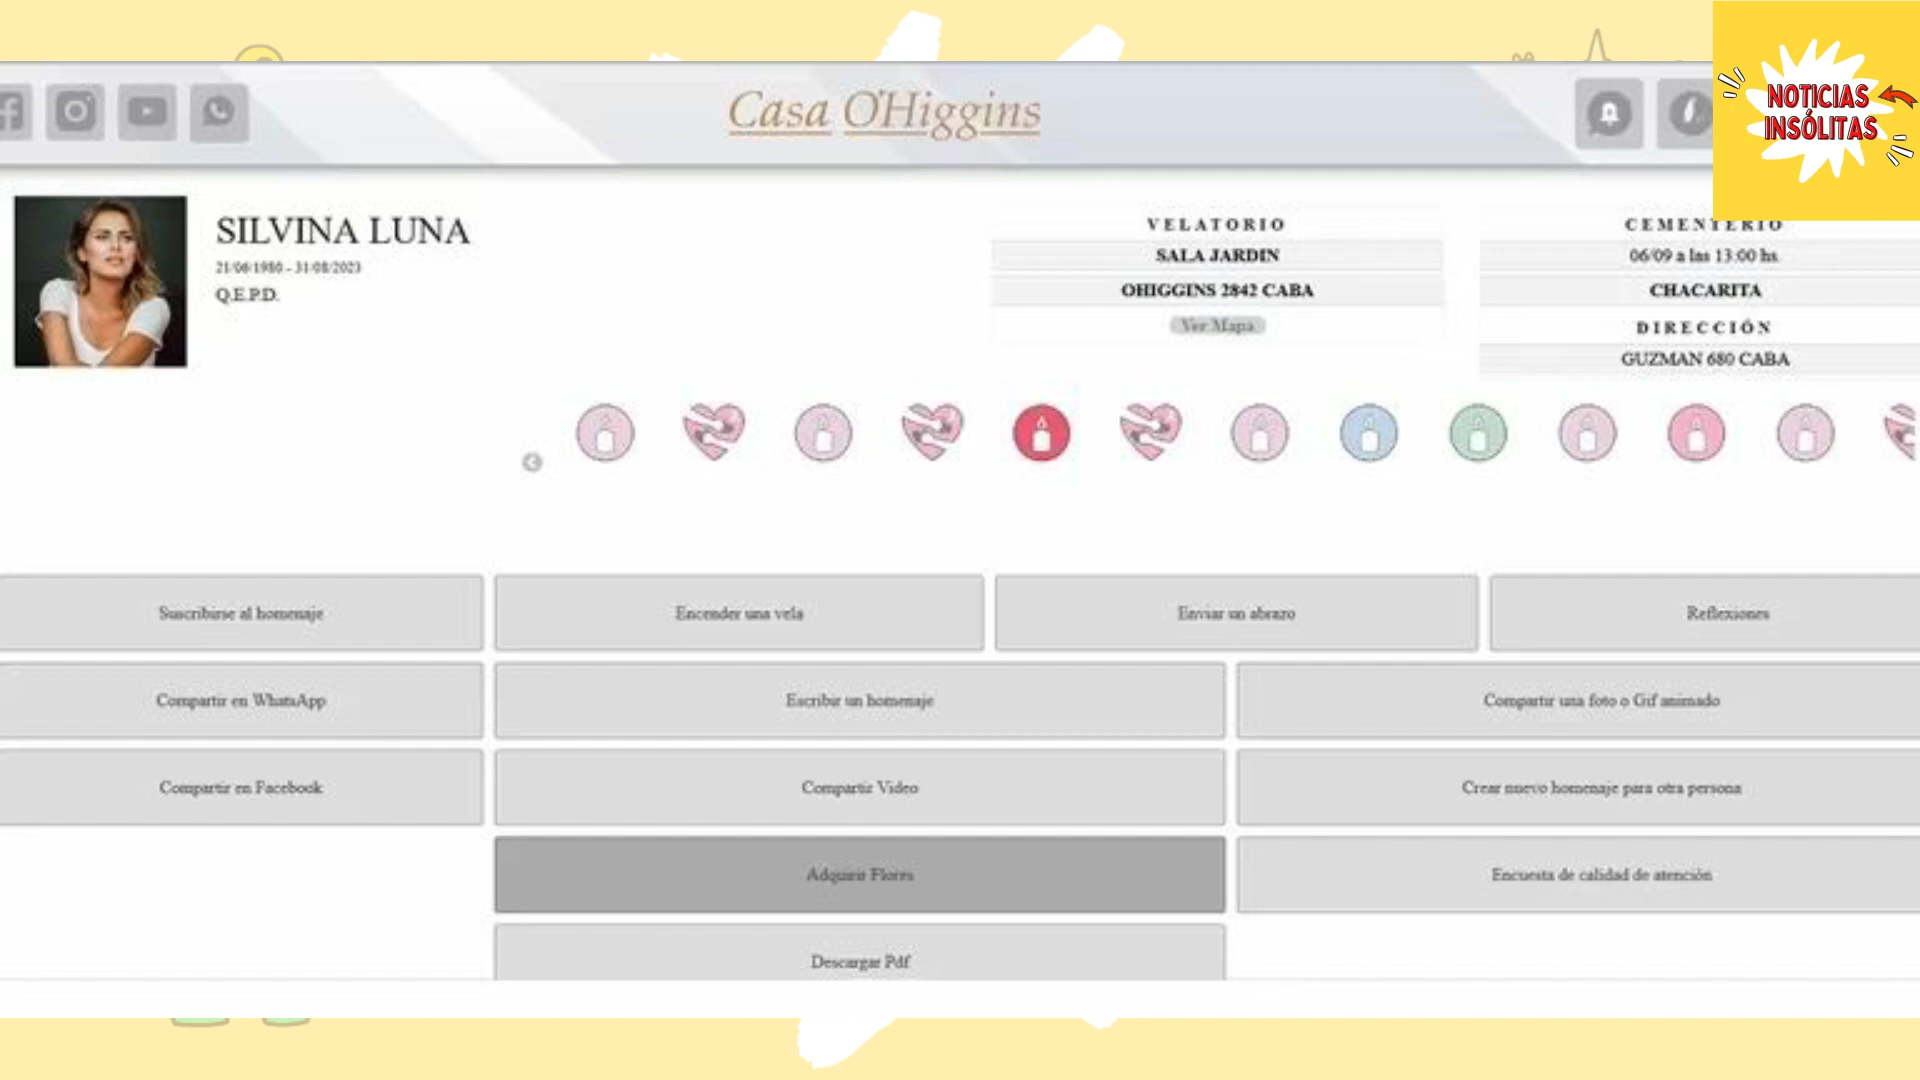 Casa O'Higgins
NOTICIAS
INSÓLITAS
SILVINA LUNA
21/06/1980 - 31/08/2023
Q.E.P.D.
VELATORIO
SALA JARDIN
OHIGGINS 2842 CABA
Ver Mapa
CEMENTERIO
06/09 a las 13:00 hs.
CHACARITA
DIRECCIÓN
GUZMAN 680 CABA
Suscribirse al homenaje
Encender una vela
Enviar un abrazo
Reflexiones
Compartir en WhatsApp
Escribir un homenaje
Compartir una foto o Gif animado
Compartir en Facebook
Compartir Video
Crear nuevo homenaje para otra persona
Adquirir Flores
Encuesta de calidad de atención
Descargar Pdf